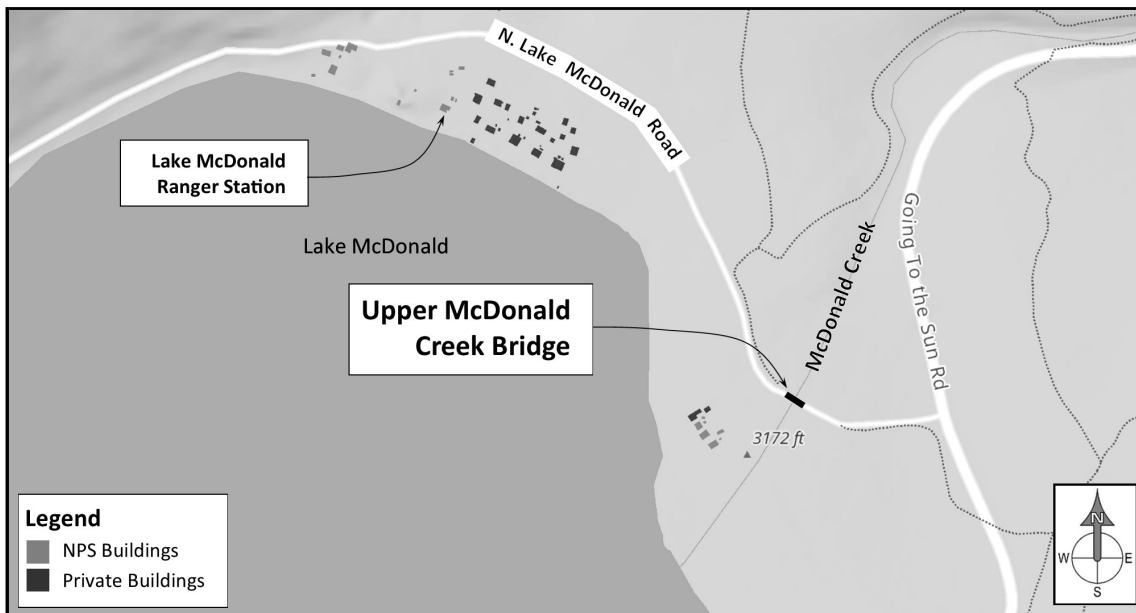 N. Lake McDonald Road
Lake McDonald
Ranger Station
Lake McDonald
Going To the Sun Rd
McDonald Creek
Upper McDonald
Creek Bridge
3172 ft
Legend
NPS Buildings
Private Buildings
N
W
E
S